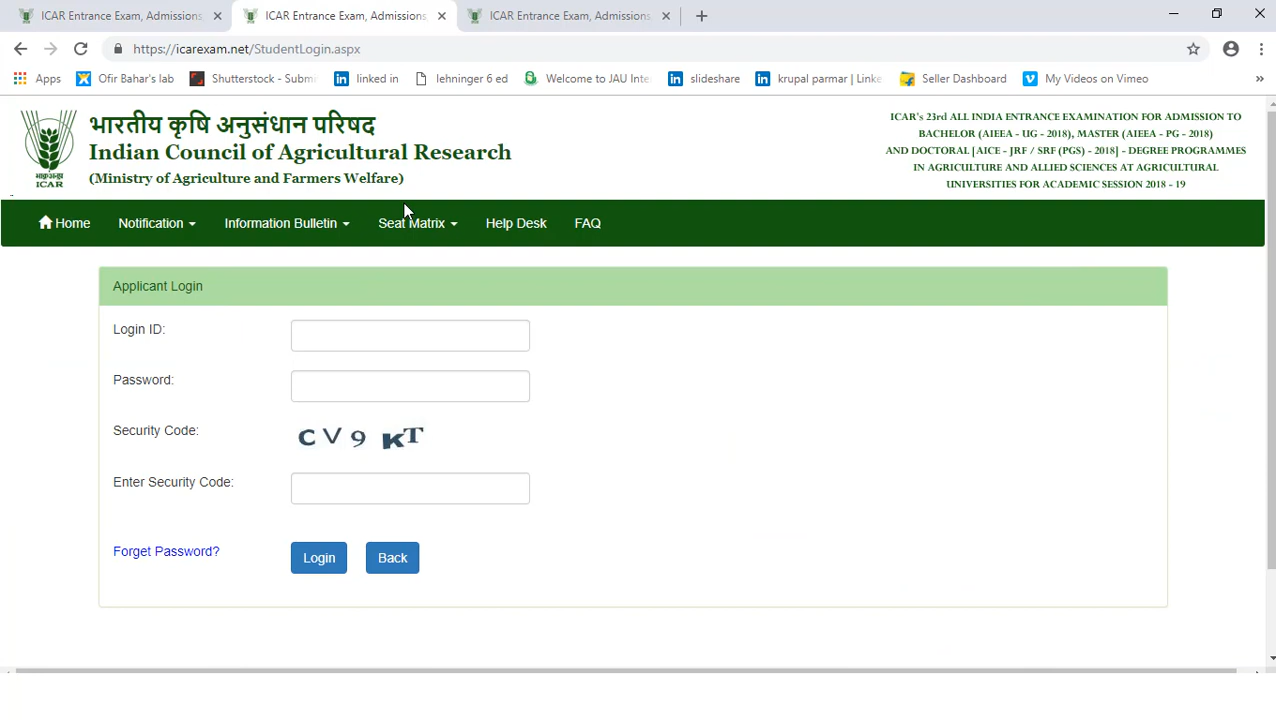 ICAR Entrance Exam, Admissions, ICAR Entrance Exam, Admissions, ICAR Entrance Exam, Admissions,
https://icarexam.net/StudentLogin.aspx
Apps Ofir Bahar's lab Shutterstock - Submi linked in lehninger 6 ed Welcome to JAU Inte slideshare krupal parmar | Linke Seller Dashboard My Videos on Vimeo
भारतीय कृषि अनुसंधान परिषद
Indian Council of Agricultural Research
(Ministry of Agriculture and Farmers Welfare)
भाकृअनुप
ICAR
ICAR's 23rd ALL INDIA ENTRANCE EXAMINATION FOR ADMISSION TO
BACHELOR (AIEEA - UG - 2018), MASTER (AIEEA - PG - 2018)
AND DOCTORAL [AICE - JRF / SRF (PGS) - 2018] - DEGREE PROGRAMMES
IN AGRICULTURE AND ALLIED SCIENCES AT AGRICULTURAL
UNIVERSITIES FOR ACADEMIC SESSION 2018 - 19
Home Notification Information Bulletin Seat Matrix Help Desk FAQ
Applicant Login
Login ID:
Password:
Security Code: CV9 KT
Enter Security Code:
Forget Password? Login Back